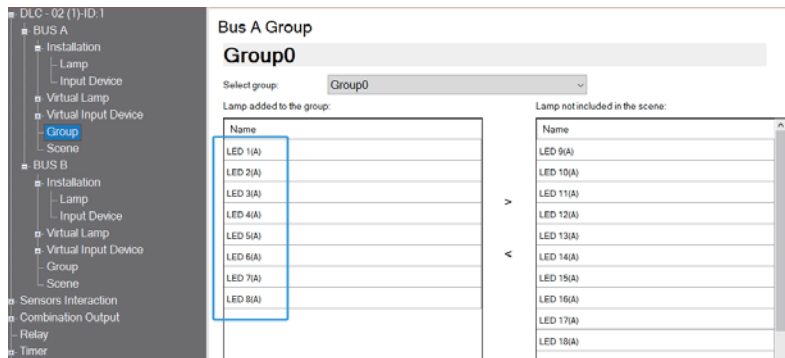 DLC - 02 (1)-ID:1
BUS A
Installation
Lamp
Input Device
Virtual Lamp
Virtual Input Device
Group
Scene
BUS B
Installation
Lamp
Input Device
Virtual Lamp
Virtual Input Device
Group
Scene
Sensors Interaction
Combination Output
Relay
Timer
Bus A Group
Group0
Select group: Group0
Lamp added to the group:
Name
LED 1(A)
LED 2(A)
LED 3(A)
LED 4(A)
LED 5(A)
LED 6(A)
LED 7(A)
LED 8(A)
>
<
Lamp not included in the scene:
Name
LED 9(A)
LED 10(A)
LED 11(A)
LED 12(A)
LED 13(A)
LED 14(A)
LED 15(A)
LED 16(A)
LED 17(A)
LED 18(A)